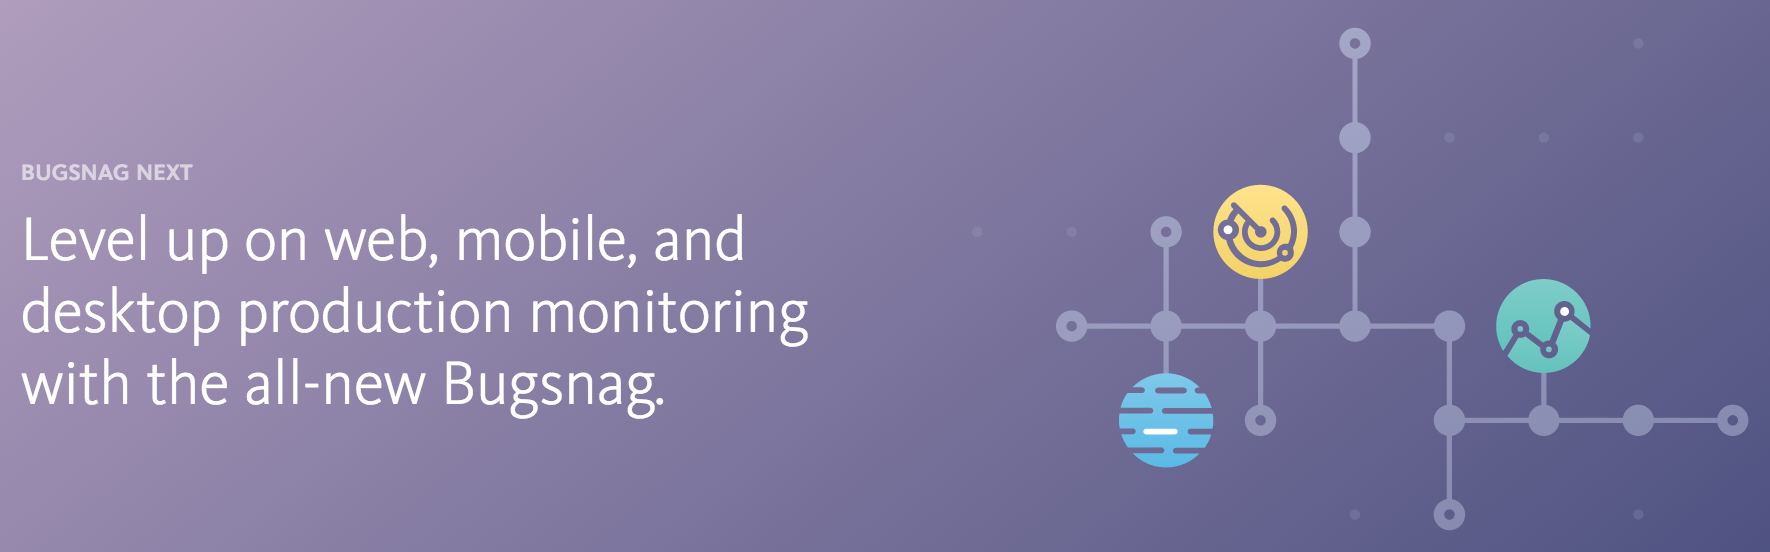 BUGSNAG NEXT
Level up on web, mobile, and
desktop production monitoring
with the all-new Bugsnag.